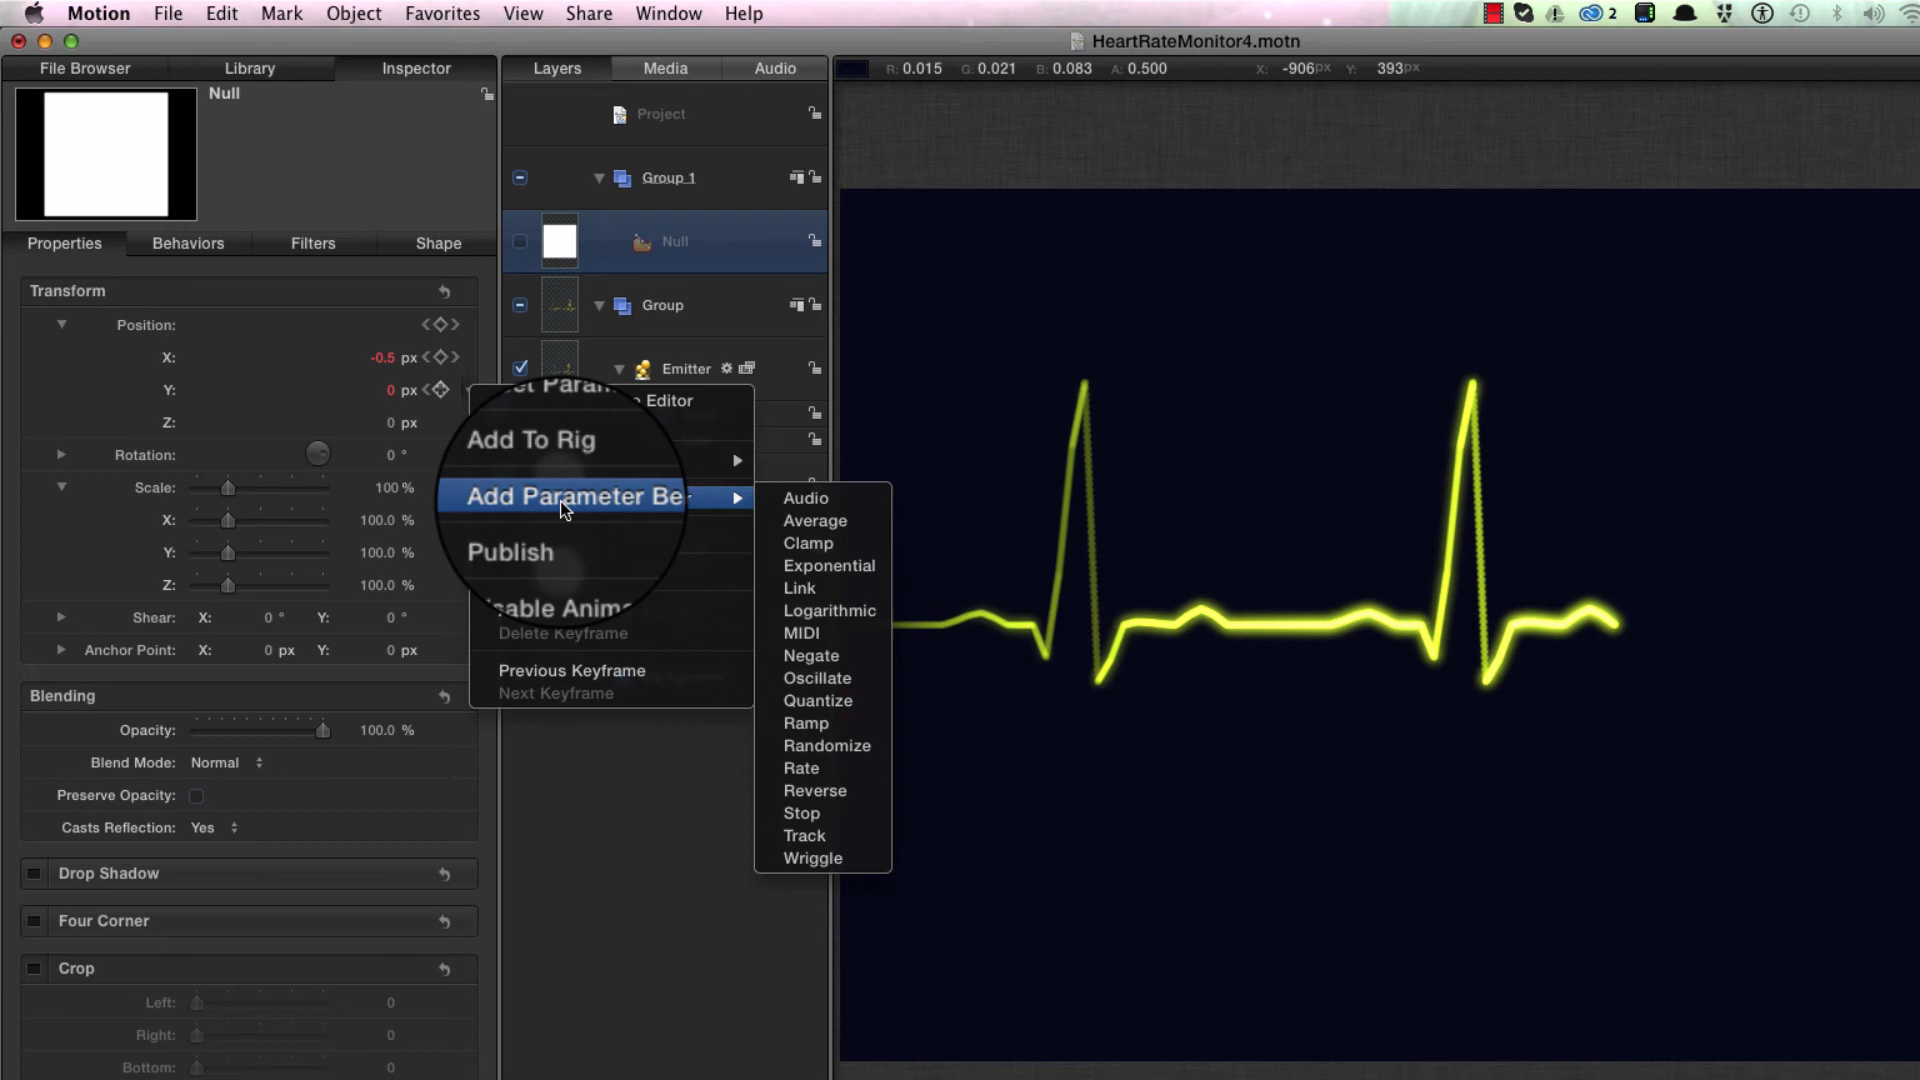 Motion File Edit Mark Object Favorites View Share Window Help 2
HeartRateMonitor4.motn
File Browser Library Inspector Layers Media Audio R: 0.015 G: 0.021 B: 0.083 A: 0.500 X: -906px Y: 393px
Null
Project
Group 1
Null
Properties Behaviors Filters Shape
Transform
Group
Position:
X: -0.5 px
Emitter
Y: 0 px
Editor
Z: 0 px
Add To Rig
Rotation: 0 °
Scale: 100 %
Add Parameter Be
Publish
Delete Keyframe
Previous Keyframe
Next Keyframe
Audio
Average
Clamp
Exponential
Link
Logarithmic
MIDI
Negate
Oscillate
Quantize
Ramp
Randomize
Rate
Reverse
Stop
Track
Wriggle
X: 100.0 %
Y: 100.0 %
Z: 100.0 %
Shear: X: 0 ° Y: 0 °
Anchor Point: X: 0 px Y: 0 px
Blending
Opacity: 100.0 %
Blend Mode: Normal
Preserve Opacity:
Casts Reflection: Yes
Drop Shadow
Four Corner
Crop
Left: 0
Right: 0
Bottom: 0